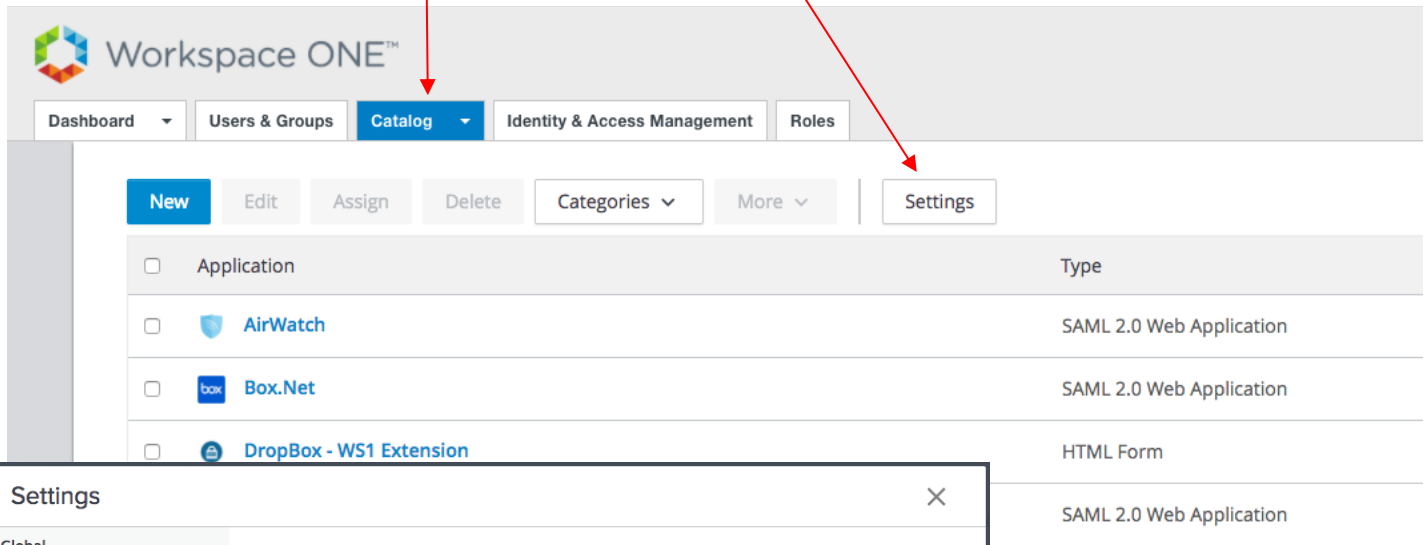 Workspace ONE™
Dashboard Users & Groups Catalog Identity & Access Management Roles
New Edit Assign Delete Categories More Settings
Application Type
AirWatch SAML 2.0 Web Application
box Box.Net SAML 2.0 Web Application
DropBox - WS1 Extension HTML Form
SAML 2.0 Web Application
Settings
Global